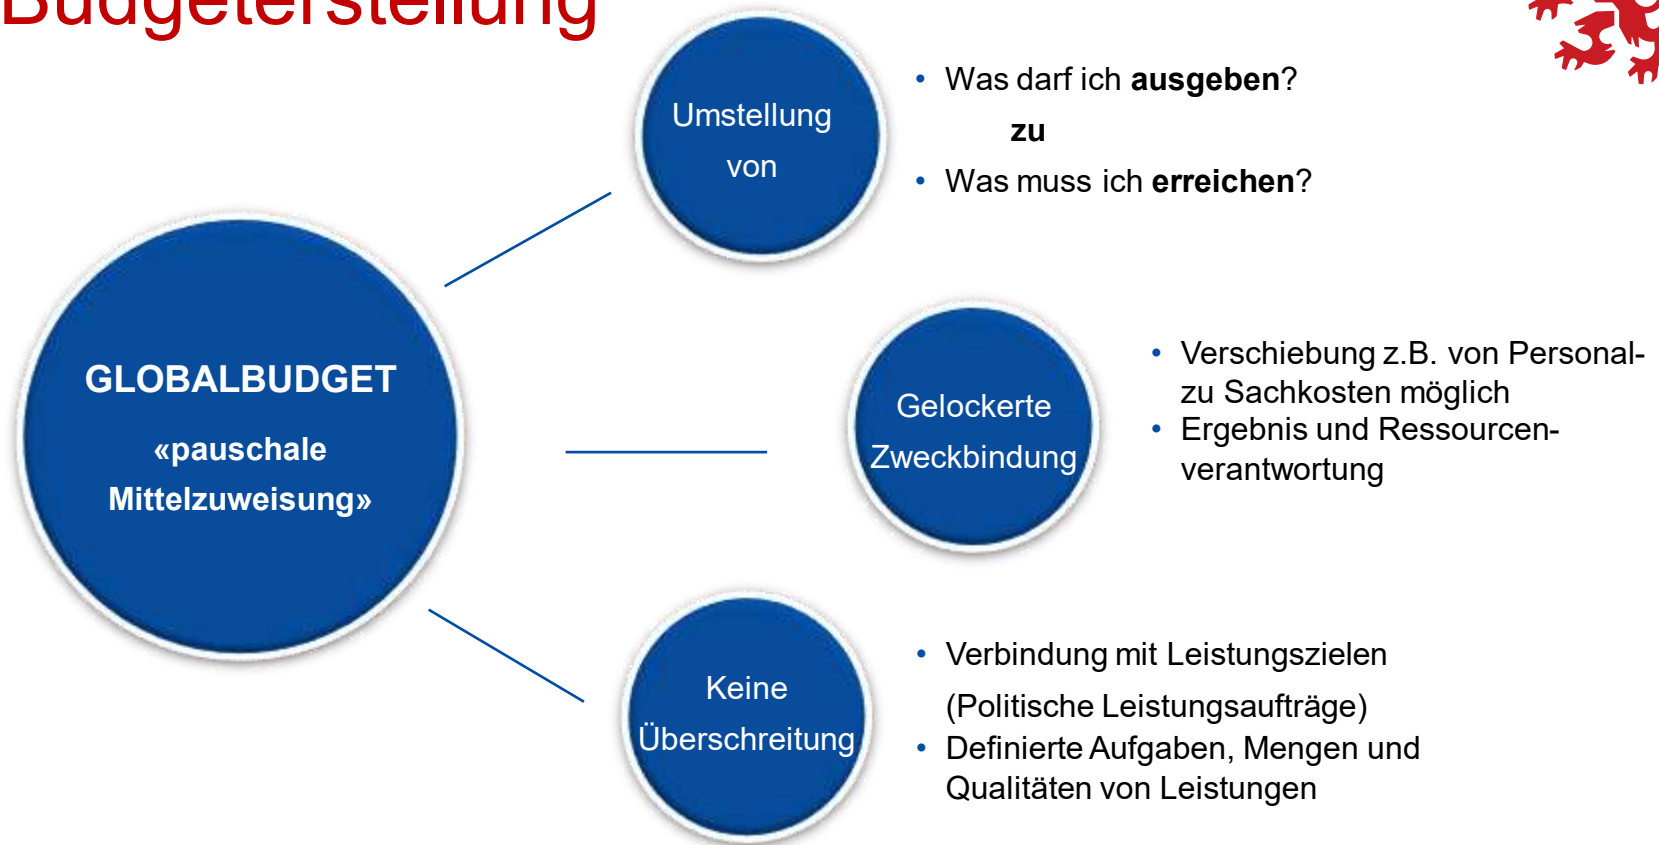 Budgeterstellung
Umstellung
von
• Was darf ich ausgeben?
zu
• Was muss ich erreichen?
GLOBALBUDGET
«pauschale
Mittelzuweisung»
Gelockerte
Zweckbindung
• Verschiebung z.B. von Personal-
zu Sachkosten möglich
• Ergebnis und Ressourcen-
verantwortung
Keine
Überschreitung
• Verbindung mit Leistungszielen
(Politische Leistungsaufträge)
• Definierte Aufgaben, Mengen und
Qualitäten von Leistungen